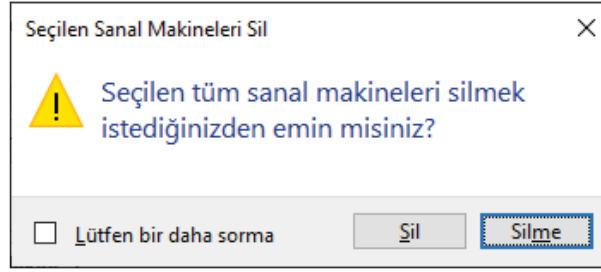 Seçilen Sanal Makineleri Sil
Seçilen tüm sanal makineleri silmek
istediğinizden emin misiniz?
Lütfen bir daha sorma
Sil
Silme